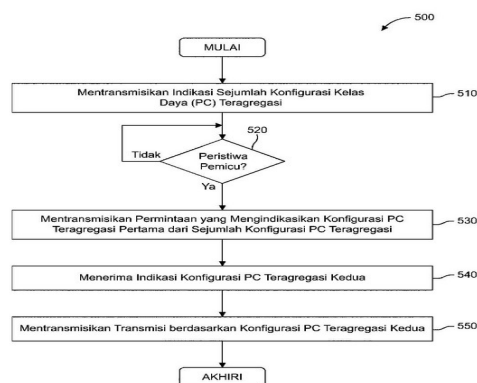 500
MULAI
Mentransmisikan Indikasi Sejumlah Konfigurasi Kelas
Daya (PC) Teragregasi
510
520
Peristiwa
Pemicu?
Tidak
Ya
Mentransmisikan Permintaan yang Mengindikasikan Konfigurasi PC
Teragregasi Pertama dari Sejumlah Konfigurasi PC Teragregasi
530
Menerima Indikasi Konfigurasi PC Teragregasi Kedua
540
Mentransmisikan Transmisi berdasarkan Konfigurasi PC Teragregasi Kedua
550
AKHIRI